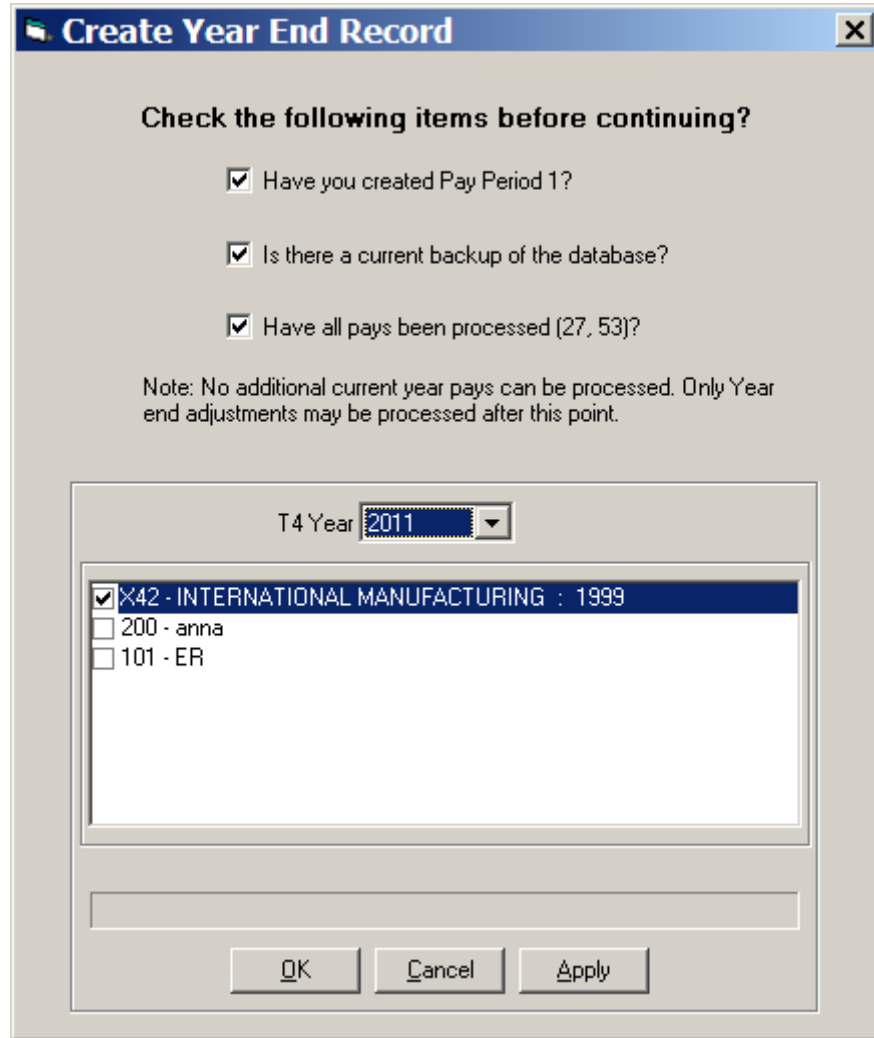 Create Year End Record
Check the following items before continuing?
Have you created Pay Period 1?
Is there a current backup of the database?
Have all pays been processed (27, 53)?
Note: No additional current year pays can be processed. Only Year
end adjustments may be processed after this point.
T4 Year 2011
X42 - INTERNATIONAL MANUFACTURING : 1999
200 - anna
101 - ER
OK Cancel Apply